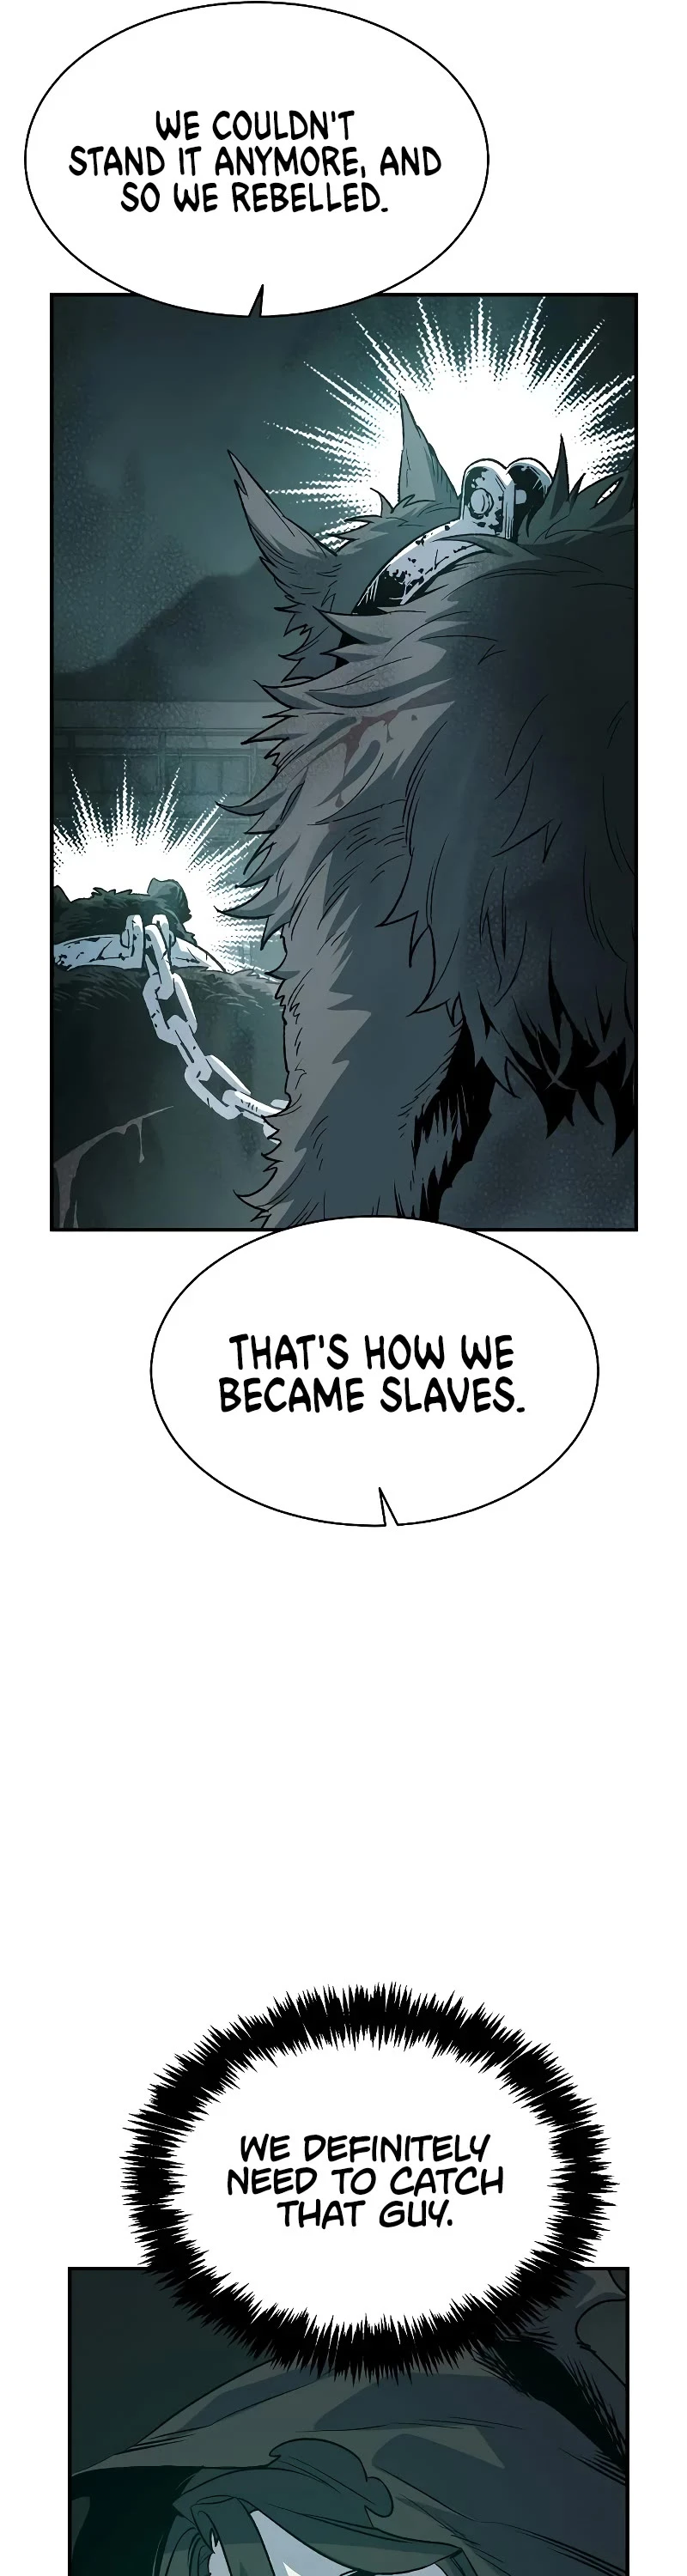 WE COULDN'T
STAND IT ANYMORE, AND
SO WE REBELLED.
THAT'S HOW WE
BECAME SLAVES.
WE DEFINITELY
NEED TO CATCH
THAT GUY.